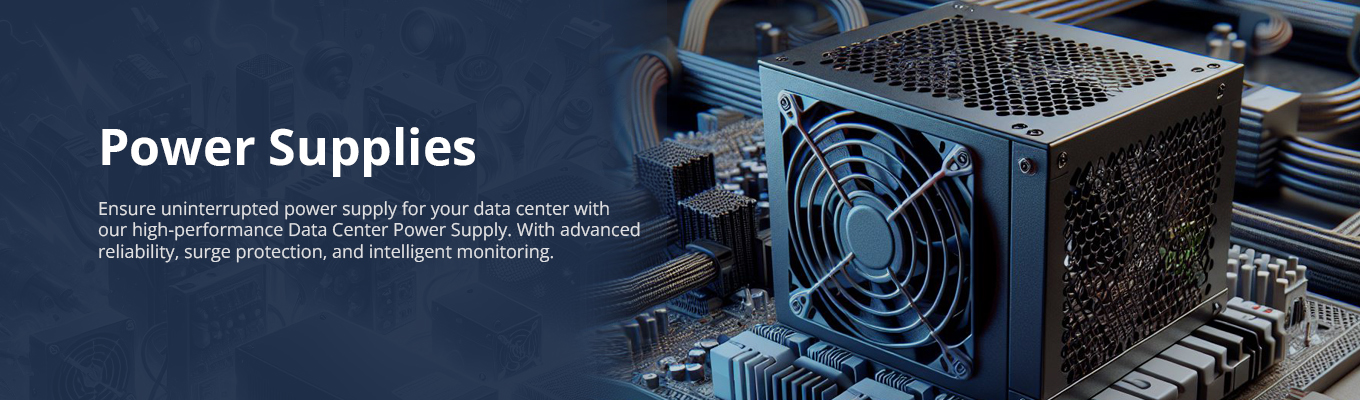 Power Supplies
Ensure uninterrupted power supply for your data center with
our high-performance Data Center Power Supply. With advanced
reliability, surge protection, and intelligent monitoring.